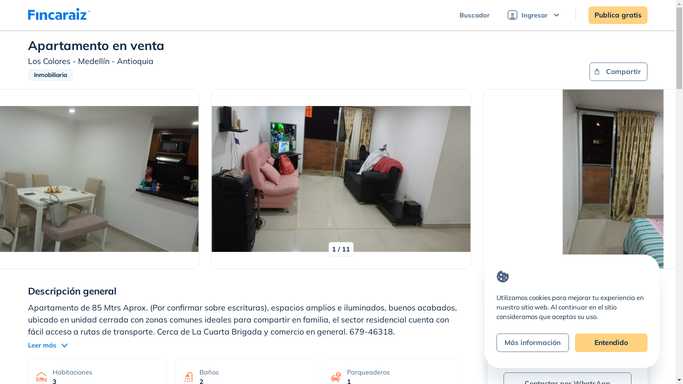 Fincaraiz
Buscador
Ingresar
Publica gratis
Apartamento en venta
Los Colores - Medellín - Antioquia
Inmobiliaria
Compartir
1 / 11
Descripción general
Apartamento de 85 Mtrs Aprox. (Por confirmar sobre escrituras), espacios amplios e iluminados, buenos acabados,
ubicado en unidad cerrada con zonas comunes ideales para compartir en familia, el sector residencial cuenta con
fácil acceso a rutas de transporte. Cerca de La Cuarta Brigada y comercio en general. 679-46318.
Leer más
Habitaciones
3
Baños
2
Parqueaderos
1
Utilizamos cookies para mejorar tu experiencia en
nuestro sitio web. Al continuar en el sitio
consideramos que aceptas su uso.
Más información
Entendido
Contactar por WhatsApp